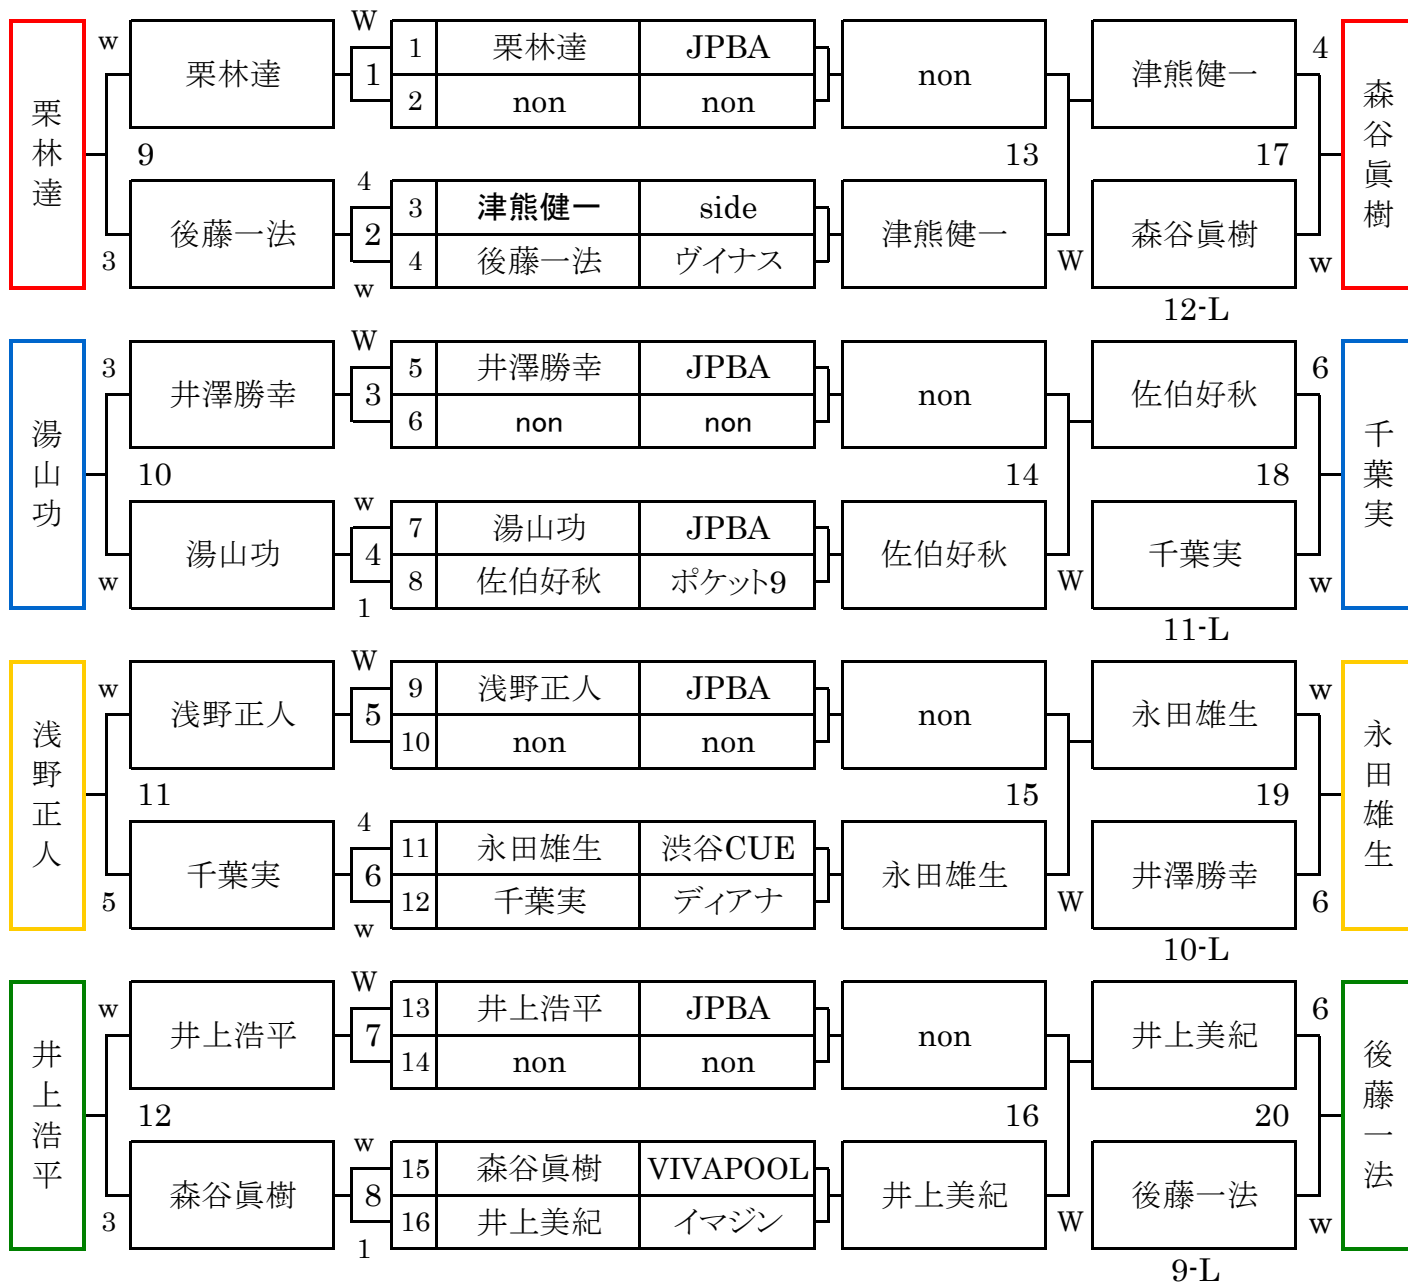 栗林達
w
栗林達
9
後藤一法
3
W
1
4
2
w
1 栗林達 JPBA
2 non non
3 津熊健一 side
4 後藤一法 ヴィナス
non
13
津熊健一
W
津熊健一
17
森谷眞樹
12-L
4
w
森谷眞樹
湯山功
3
井澤勝幸
10
湯山功
w
W
3
w
4
1
5 井澤勝幸 JPBA
6 non non
7 湯山功 JPBA
8 佐伯好秋 ポケット9
non
14
佐伯好秋
W
佐伯好秋
18
千葉実
11-L
6
w
千葉実
浅野正人
w
浅野正人
11
千葉実
5
W
5
4
6
w
9 浅野正人 JPBA
10 non non
11 永田雄生 渋谷CUE
12 千葉実 ディアナ
non
15
永田雄生
W
永田雄生
19
井澤勝幸
10-L
w
6
永田雄生
井上浩平
w
井上浩平
12
森谷眞樹
3
W
7
w
8
1
13 井上浩平 JPBA
14 non non
15 森谷眞樹 VIVAPOOL
16 井上美紀 イマジン
non
16
井上美紀
W
井上美紀
20
後藤一法
9-L
6
w
後藤一法